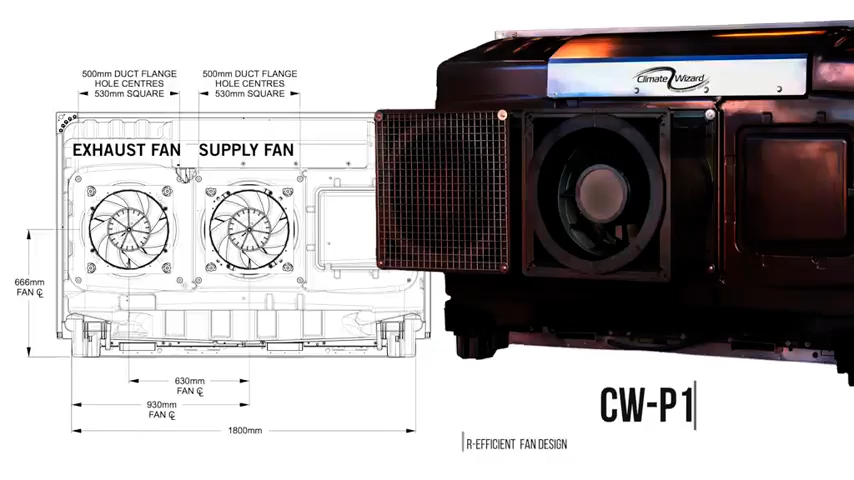 500mm DUCT FLANGE
HOLE CENTRES
530mm SQUARE
500mm DUCT FLANGE
HOLE CENTRES
530mm SQUARE
EXHAUST FAN
SUPPLY FAN
666mm
FAN ℄
630mm
FAN ℄
930mm
FAN ℄
1800mm
Climate Wizard
CW-P1
R-EFFICIENT FAN DESIGN